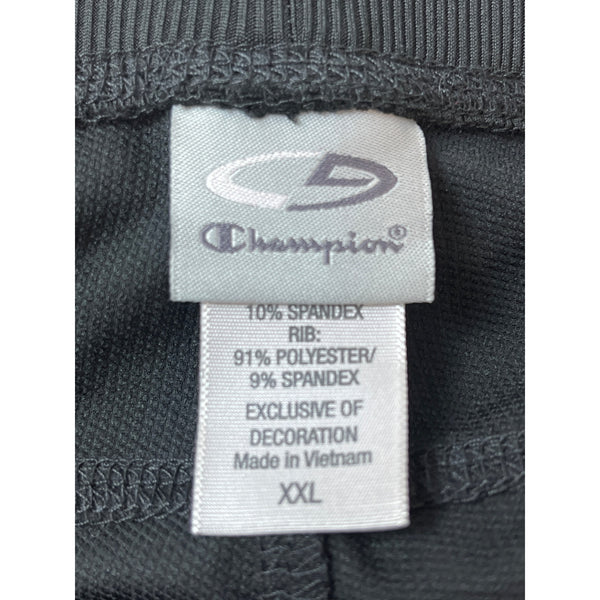 Champion®
10% SPANDEX
RIB:
91% POLYESTER/
9% SPANDEX
EXCLUSIVE OF
DECORATION
Made in Vietnam
XXL